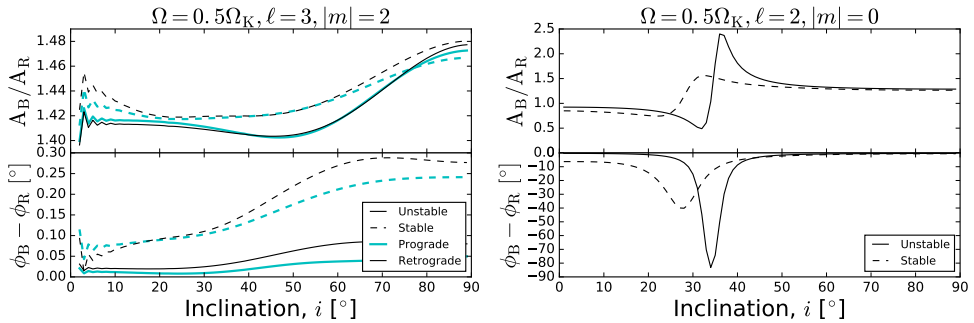 Ω = 0.5Ω_K, ℓ = 3, |m| = 2
A_B/A_R
1.48
1.46
1.44
1.42
1.40
ϕ_B − ϕ_R [°]
0.30
0.25
0.20
0.15
0.10
0.05
0.00
Unstable
Stable
Prograde
Retrograde
0 10 20 30 40 50 60 70 80 90
Inclination, i [°]
Ω = 0.5Ω_K, ℓ = 2, |m| = 0
A_B/A_R
2.5
2.0
1.5
1.0
0.5
0.0
ϕ_B − ϕ_R [°]
0
−10
−20
−30
−40
−50
−60
−70
−80
−90
Unstable
Stable
0 10 20 30 40 50 60 70 80 90
Inclination, i [°]